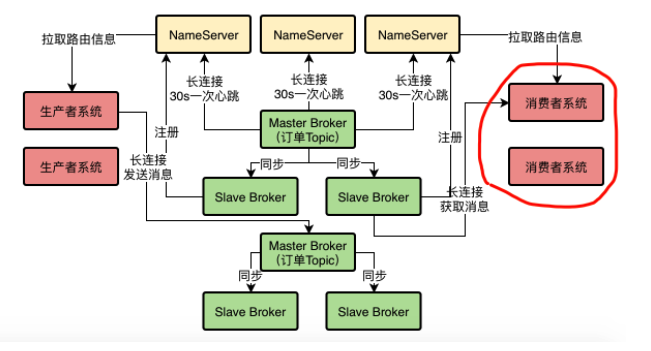 NameServer
NameServer
NameServer
拉取路由信息
拉取路由信息
长连接
30s一次心跳
长连接
30s一次心跳
长连接
30s一次心跳
生产者系统
消费者系统
Master Broker
(订单Topic)
注册
注册
生产者系统
长连接
发送消息
同步
同步
消费者系统
Slave Broker
Slave Broker
长连接
获取消息
Master Broker
(订单Topic)
同步
同步
Slave Broker
Slave Broker